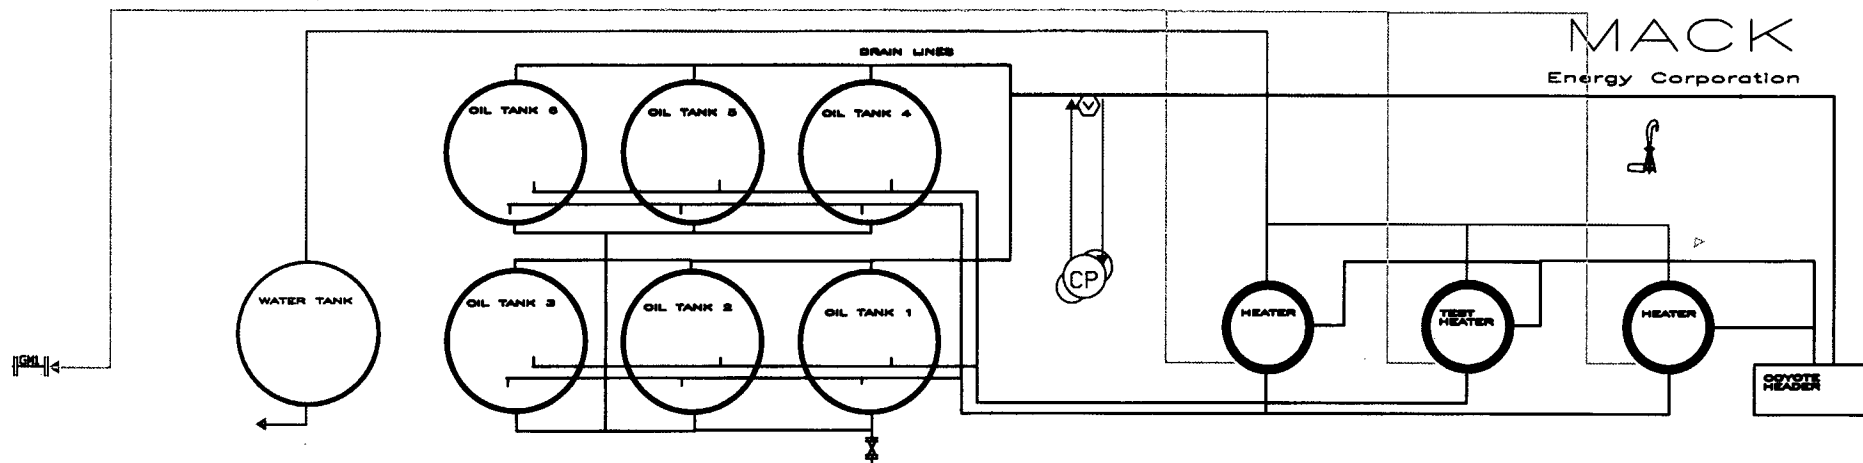 MACK
Energy Corporation
DRAIN LINES
OIL TANK 6
OIL TANK 5
OIL TANK 4
V
CP
WATER TANK
OIL TANK 3
OIL TANK 2
OIL TANK 1
HEATER
TEST
HEATER
HEATER
GM1
COYOTE
HEADER